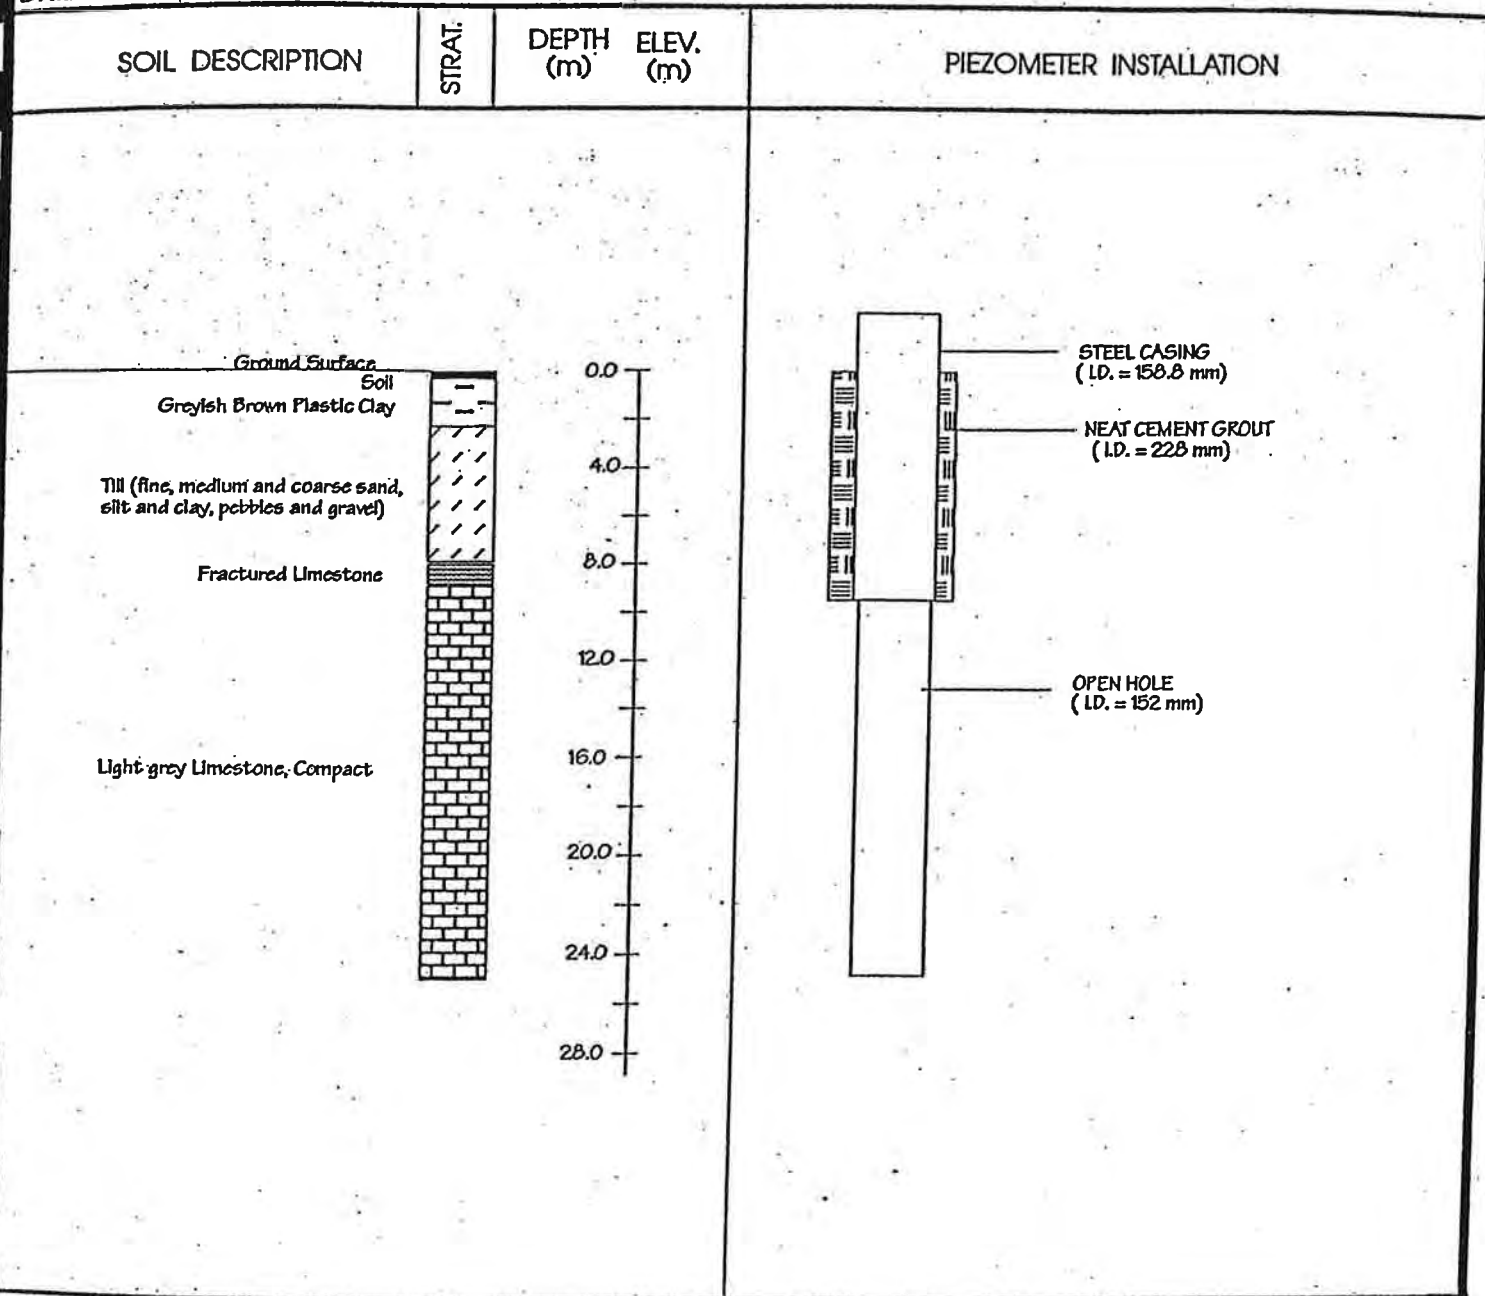 SOIL DESCRIPTION
STRAT.
DEPTH
(m)
ELEV.
(m)
PIEZOMETER INSTALLATION
Ground Surface
Soil
Greyish Brown Plastic Clay
Till (fine, medium and coarse sand,
silt and clay, pebbles and gravel)
Fractured Limestone
Light grey Limestone, Compact
0.0
4.0
8.0
12.0
16.0
20.0
24.0
28.0
STEEL CASING
( I.D. = 158.8 mm)
NEAT CEMENT GROUT
( I.D. = 228 mm)
OPEN HOLE
( I.D. = 152 mm)